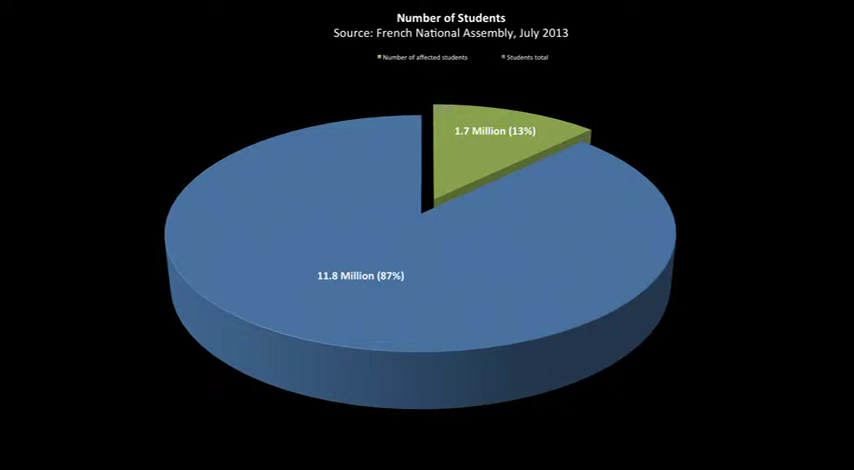 Number of Students
Source: French National Assembly, July 2013
Number of affected students Students total
1.7 Million (13%)
11.8 Million (87%)